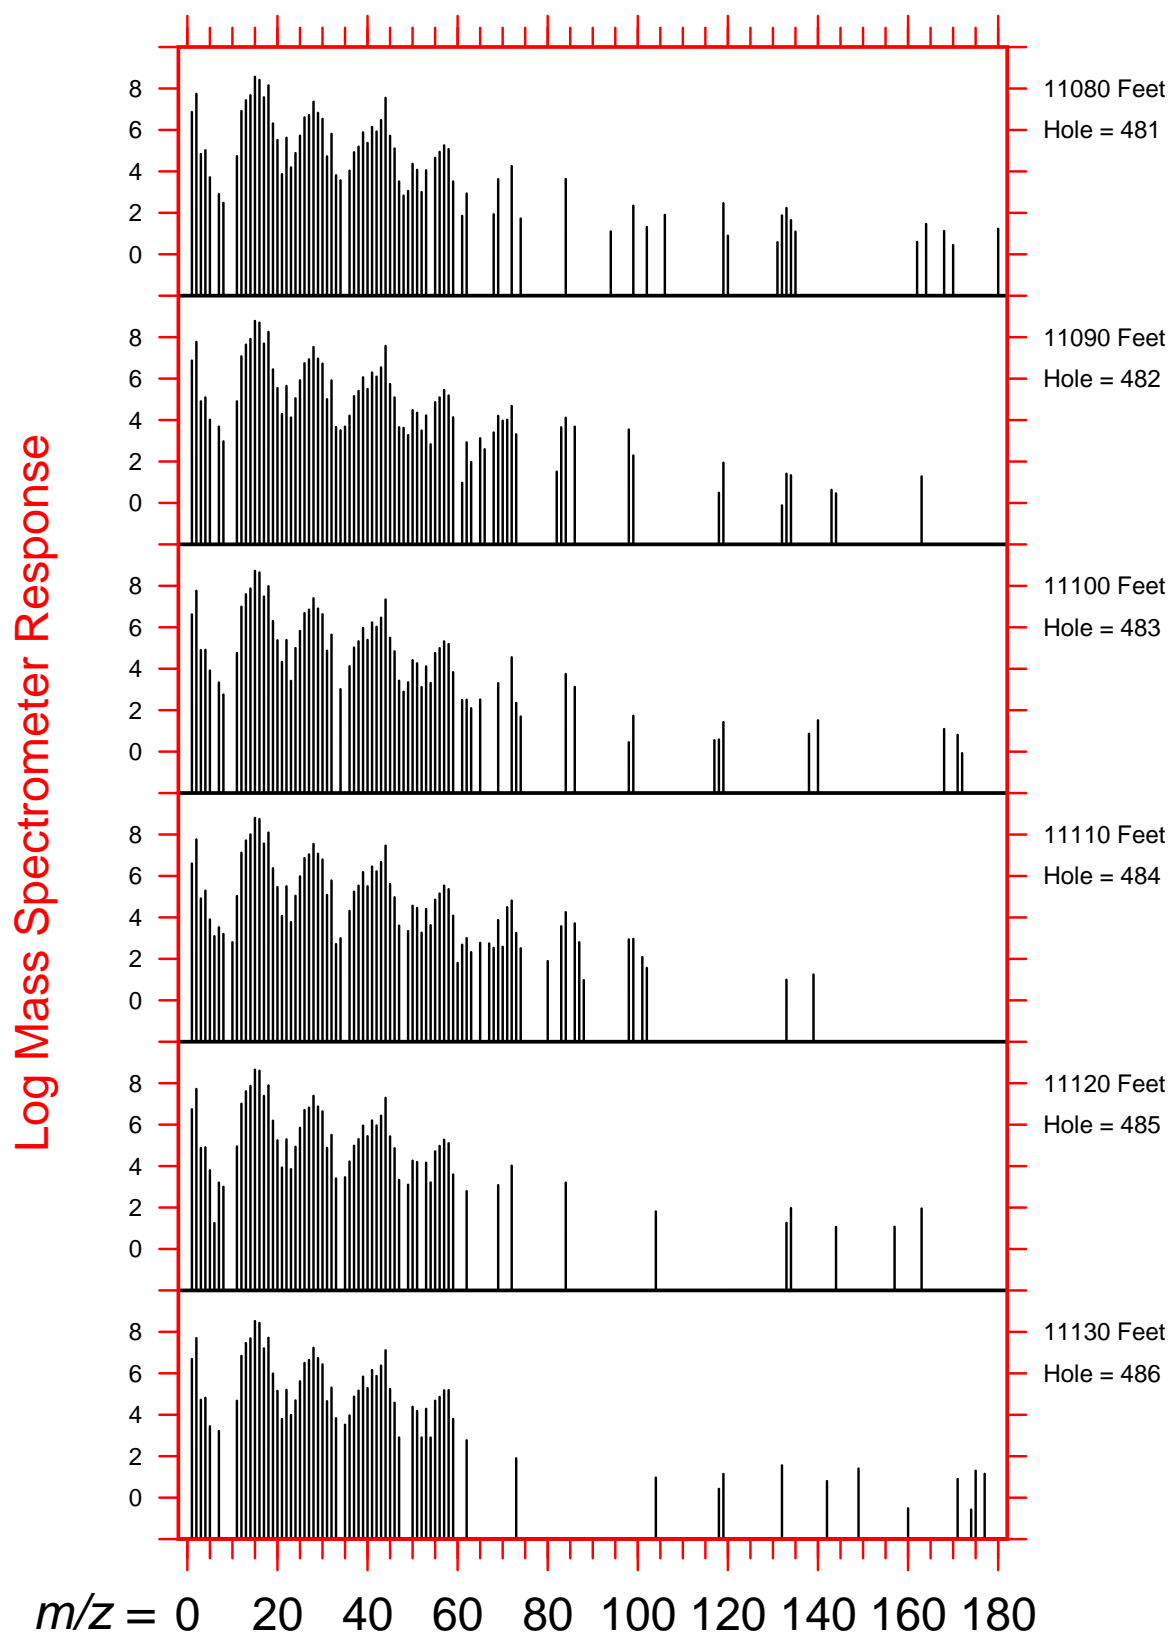 8
6
4
2
0
11080 Feet
Hole = 481
8
6
4
2
0
11090 Feet
Hole = 482
8
6
4
2
0
11100 Feet
Hole = 483
8
6
4
2
0
11110 Feet
Hole = 484
8
6
4
2
0
11120 Feet
Hole = 485
8
6
4
2
0
11130 Feet
Hole = 486
Log Mass Spectrometer Response
m/z = 0 20 40 60 80 100 120 140 160 180